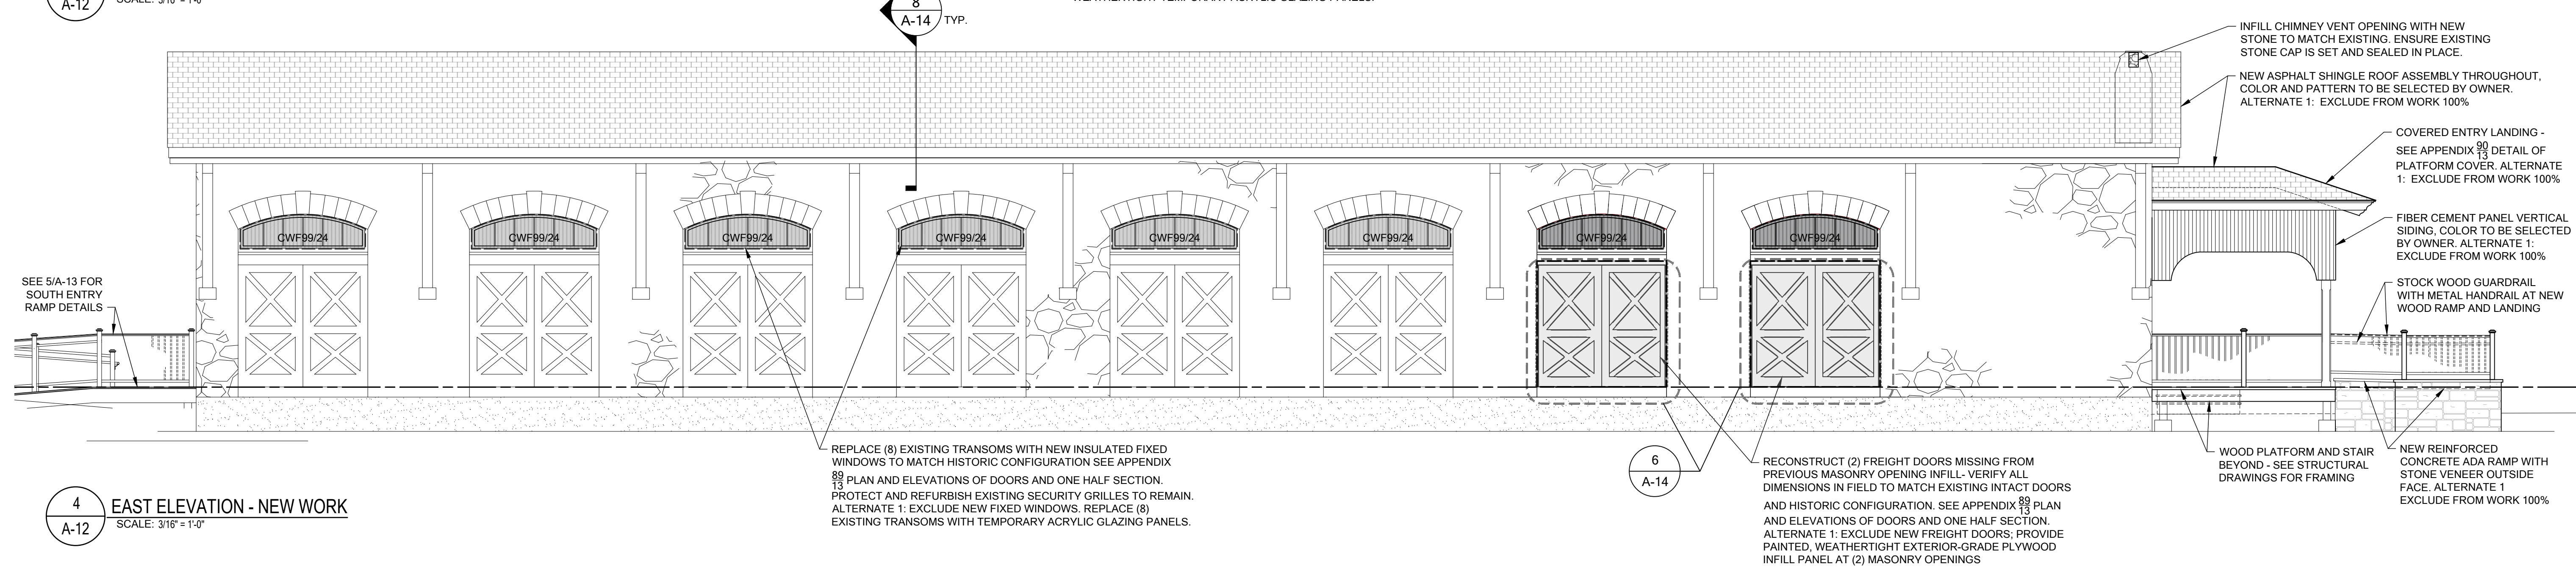 A-12
SCALE: 3/16" = 1'-0"
8
A-14
TYP.
INFILL CHIMNEY VENT OPENING WITH NEW
STONE TO MATCH EXISTING. ENSURE EXISTING
STONE CAP IS SET AND SEALED IN PLACE.
NEW ASPHALT SHINGLE ROOF ASSEMBLY THROUGHOUT,
COLOR AND PATTERN TO BE SELECTED BY OWNER.
ALTERNATE 1: EXCLUDE FROM WORK 100%
COVERED ENTRY LANDING -
SEE APPENDIX 90/13 DETAIL OF
PLATFORM COVER. ALTERNATE
1: EXCLUDE FROM WORK 100%
FIBER CEMENT PANEL VERTICAL
SIDING, COLOR TO BE SELECTED
BY OWNER. ALTERNATE 1:
EXCLUDE FROM WORK 100%
STOCK WOOD GUARDRAIL
WITH METAL HANDRAIL AT NEW
WOOD RAMP AND LANDING
CWF99/24
CWF99/24
CWF99/24
CWF99/24
CWF99/24
CWF99/24
CWF99/24
CWF99/24
SEE 5/A-13 FOR
SOUTH ENTRY
RAMP DETAILS
REPLACE (8) EXISTING TRANSOMS WITH NEW INSULATED FIXED
WINDOWS TO MATCH HISTORIC CONFIGURATION SEE APPENDIX
89/13 PLAN AND ELEVATIONS OF DOORS AND ONE HALF SECTION.
PROTECT AND REFURBISH EXISTING SECURITY GRILLES TO REMAIN.
ALTERNATE 1: EXCLUDE NEW FIXED WINDOWS. REPLACE (8)
EXISTING TRANSOMS WITH TEMPORARY ACRYLIC GLAZING PANELS.
6
A-14
RECONSTRUCT (2) FREIGHT DOORS MISSING FROM
PREVIOUS MASONRY OPENING INFILL- VERIFY ALL
DIMENSIONS IN FIELD TO MATCH EXISTING INTACT DOORS
AND HISTORIC CONFIGURATION. SEE APPENDIX 89/13 PLAN
AND ELEVATIONS OF DOORS AND ONE HALF SECTION.
ALTERNATE 1: EXCLUDE NEW FREIGHT DOORS; PROVIDE
PAINTED, WEATHERTIGHT EXTERIOR-GRADE PLYWOOD
INFILL PANEL AT (2) MASONRY OPENINGS
WOOD PLATFORM AND STAIR
BEYOND - SEE STRUCTURAL
DRAWINGS FOR FRAMING
NEW REINFORCED
CONCRETE ADA RAMP WITH
STONE VENEER OUTSIDE
FACE. ALTERNATE 1
EXCLUDE FROM WORK 100%
4
A-12
EAST ELEVATION - NEW WORK
SCALE: 3/16" = 1'-0"